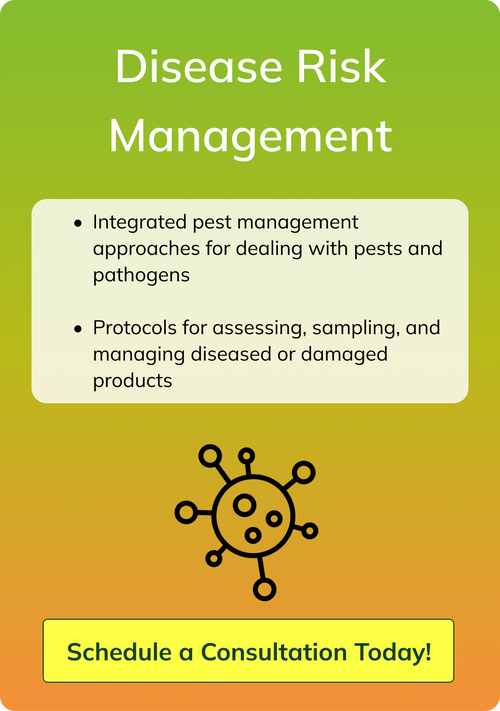 Disease Risk
Management
• Integrated pest management
approaches for dealing with pests and
pathogens
• Protocols for assessing, sampling, and
managing diseased or damaged
products
Schedule a Consultation Today!